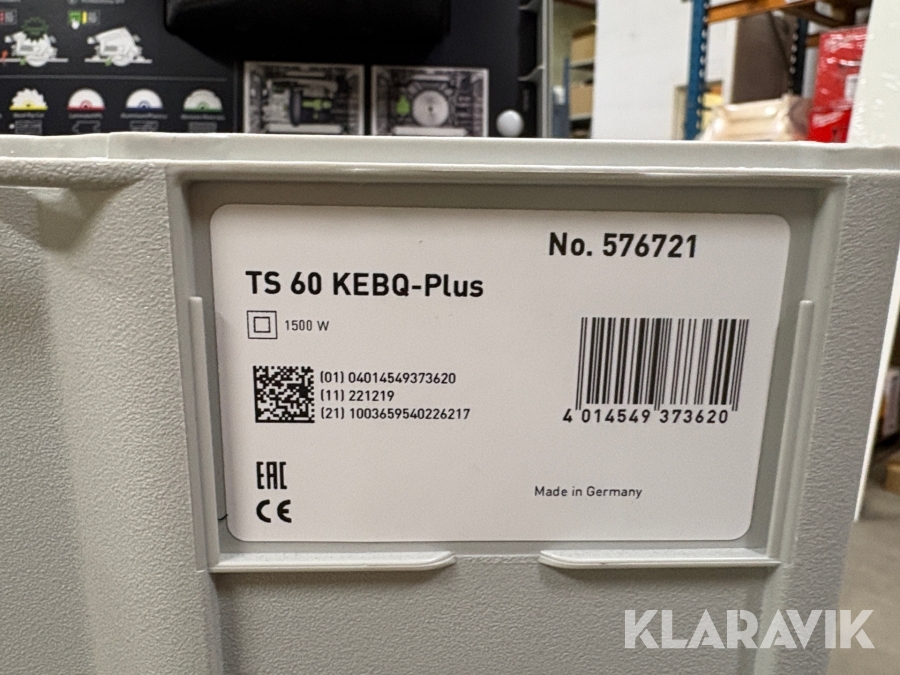 No. 576721
TS 60 KEBQ-Plus
1500 W
(01) 04014549373620
(11) 221219
(21) 1003659540226217
4 014549 373620
EAC
CE
Made in Germany
KLARAVIK